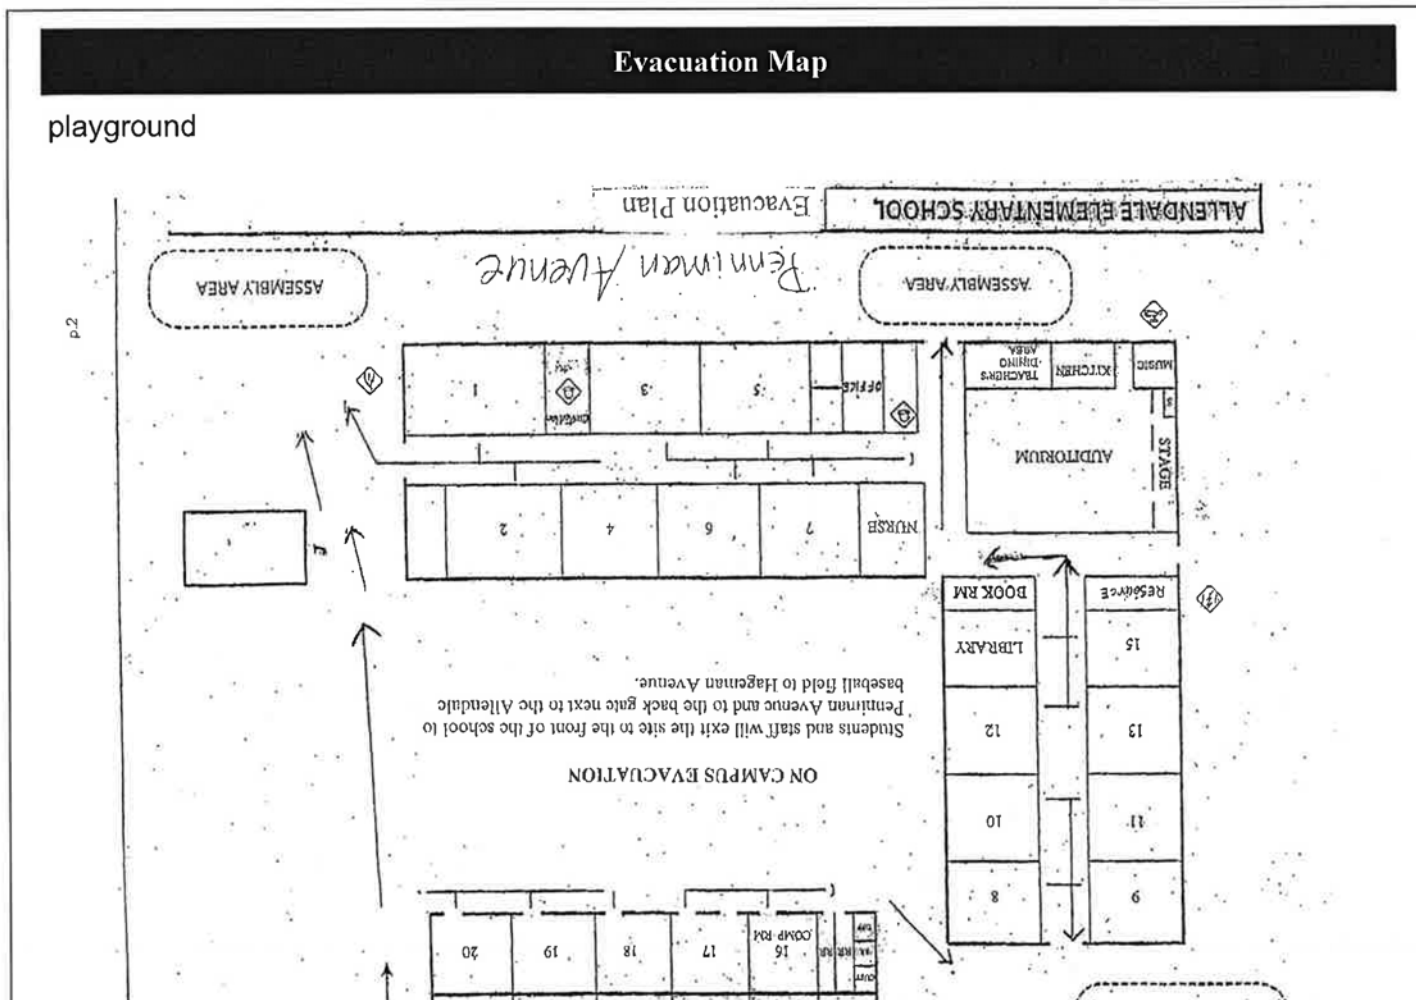 Evacuation Map
playground
p.2
ALLENDALE ELEMENTARY SCHOOL
Evacuation Plan
Penniman Avenue
ASSEMBLY AREA
ASSEMBLY AREA
MUSIC
KITCHEN
TEACHER'S
DINING
AREA
OFFICE
5
3
1
STAGE
AUDITORIUM
NURSE
7
6
4
2
RESOURCE
BOOK RM
15
LIBRARY
13
12
11
10
9
8
ON CAMPUS EVACUATION
Students and staff will exit the site to the front of the school to
Penniman Avenue and to the back gate next to the Allendale
baseball field to Hageman Avenue.
RR
RR
16
COMP RM
17
18
19
20